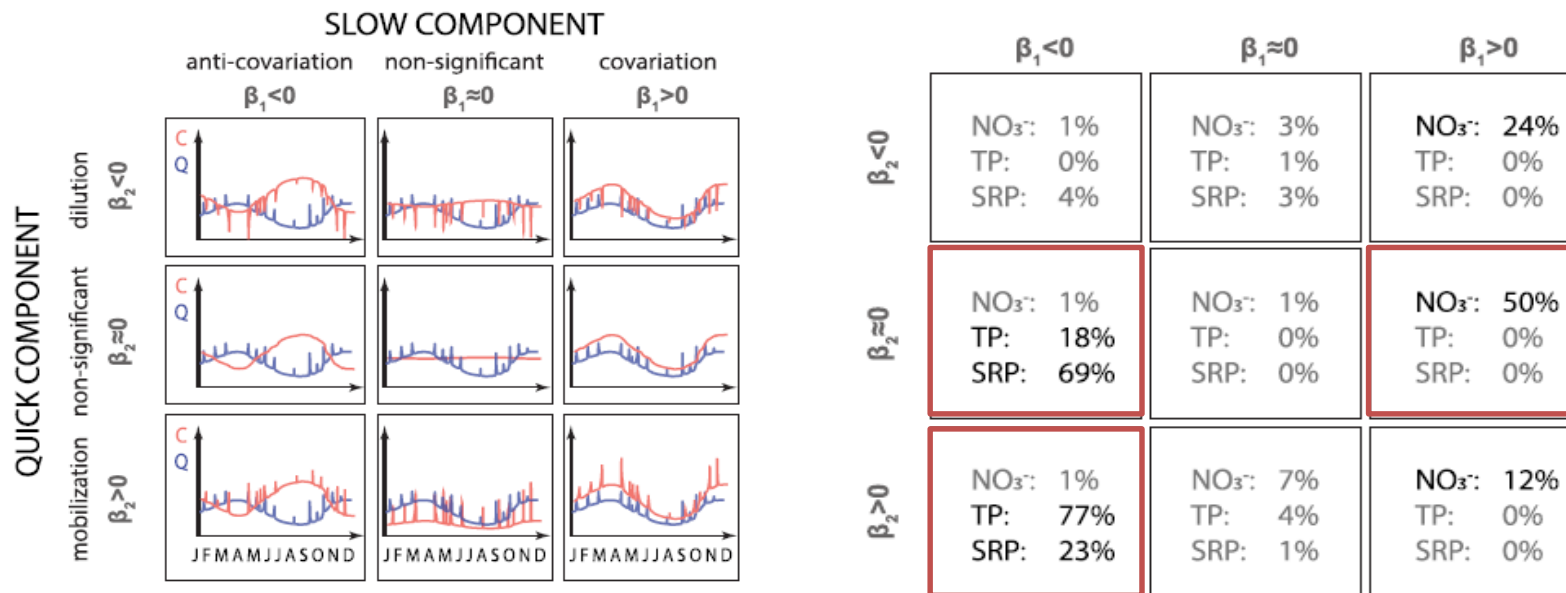 SLOW COMPONENT
anti-covariation non-significant covariation
β₁<0 β₁≈0 β₁>0
QUICK COMPONENT
dilution
β₂<0
C
Q
non-significant
β₂≈0
C
Q
mobilization
β₂>0
C
Q
J F M A M J J A S O N D J F M A M J J A S O N D J F M A M J J A S O N D
β₁<0 β₁≈0 β₁>0
β₂<0
NO₃⁻: 1% NO₃⁻: 3% NO₃⁻: 24%
TP: 0% TP: 1% TP: 0%
SRP: 4% SRP: 3% SRP: 0%
β₂≈0
NO₃⁻: 1% NO₃⁻: 1% NO₃⁻: 50%
TP: 18% TP: 0% TP: 0%
SRP: 69% SRP: 0% SRP: 0%
β₂>0
NO₃⁻: 1% NO₃⁻: 7% NO₃⁻: 12%
TP: 77% TP: 4% TP: 0%
SRP: 23% SRP: 1% SRP: 0%